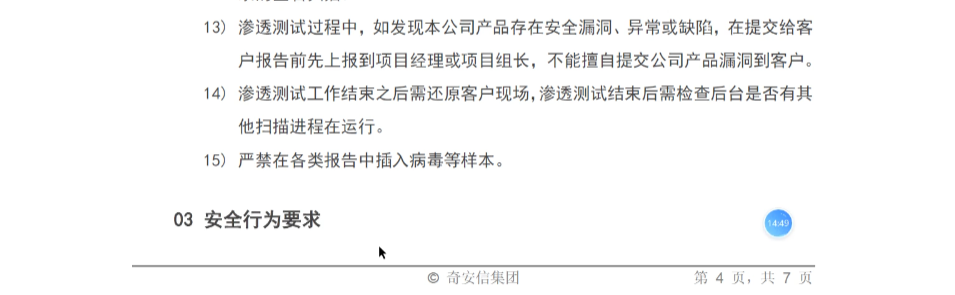 13) 渗透测试过程中，如发现本公司产品存在安全漏洞、异常或缺陷，在提交给客
户报告前先上报到项目经理或项目组长，不能擅自提交公司产品漏洞到客户。
14) 渗透测试工作结束之后需还原客户现场，渗透测试结束后需检查后台是否有其
他扫描进程在运行。
15) 严禁在各类报告中插入病毒等样本。
03 安全行为要求
14:49
© 奇安信集团
第 4 页，共 7 页